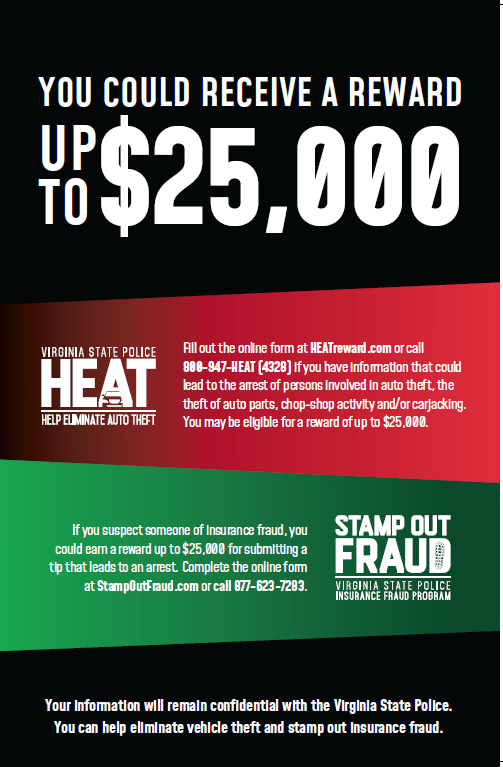 YOU COULD RECEIVE A REWARD
UP TO $25,000
VIRGINIA STATE POLICE
HEAT
HELP ELIMINATE AUTO THEFT
Fill out the online form at HEATreward.com or call
800-947-HEAT (4328) if you have information that could
lead to the arrest of persons involved in auto theft, the
theft of auto parts, chop-shop activity and/or carjacking.
You may be eligible for a reward of up to $25,000.
If you suspect someone of insurance fraud, you
could earn a reward up to $25,000 for submitting a
tip that leads to an arrest. Complete the online form
at StampOutFraud.com or call 877-623-7283.
STAMP OUT
FRAUD
VIRGINIA STATE POLICE
INSURANCE FRAUD PROGRAM
Your information will remain confidential with the Virginia State Police.
You can help eliminate vehicle theft and stamp out insurance fraud.